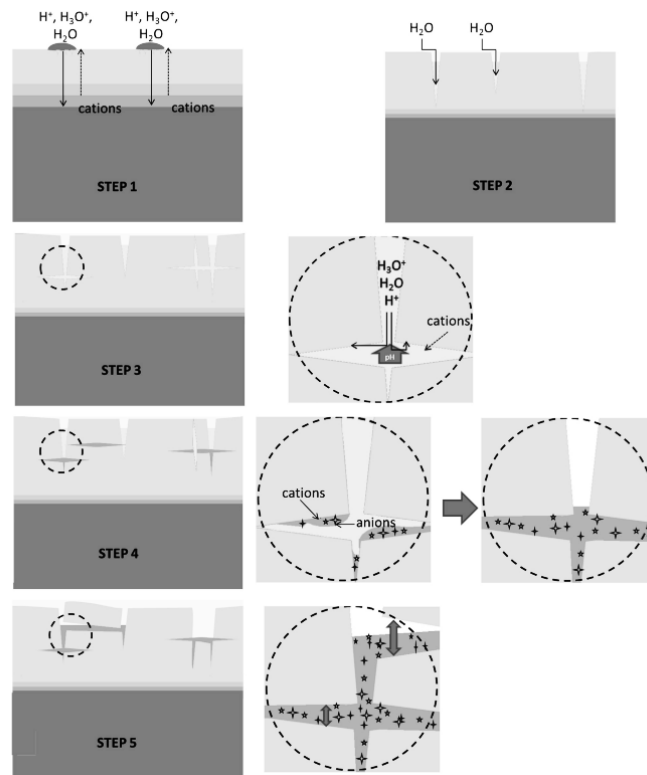 H⁺, H₃O⁺,
H₂O
H⁺, H₃O⁺,
H₂O
cations
cations
STEP 1
H₂O
H₂O
STEP 2
STEP 3
H₃O⁺
H₂O
H⁺
cations
pH
STEP 4
cations
anions
STEP 5